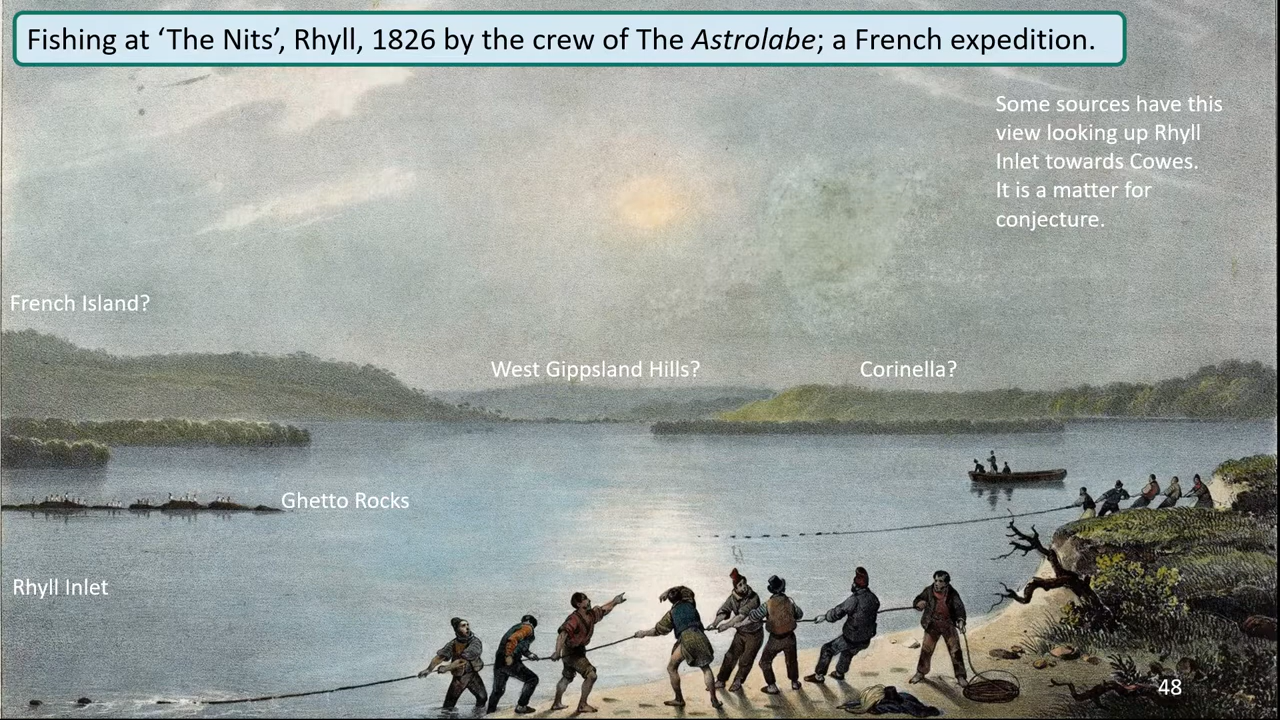 Fishing at ‘The Nits’, Rhyll, 1826 by the crew of The Astrolabe; a French expedition.
Some sources have this
view looking up Rhyll
Inlet towards Cowes.
It is a matter for
conjecture.
French Island?
West Gippsland Hills?
Corinella?
Ghetto Rocks
Rhyll Inlet
48